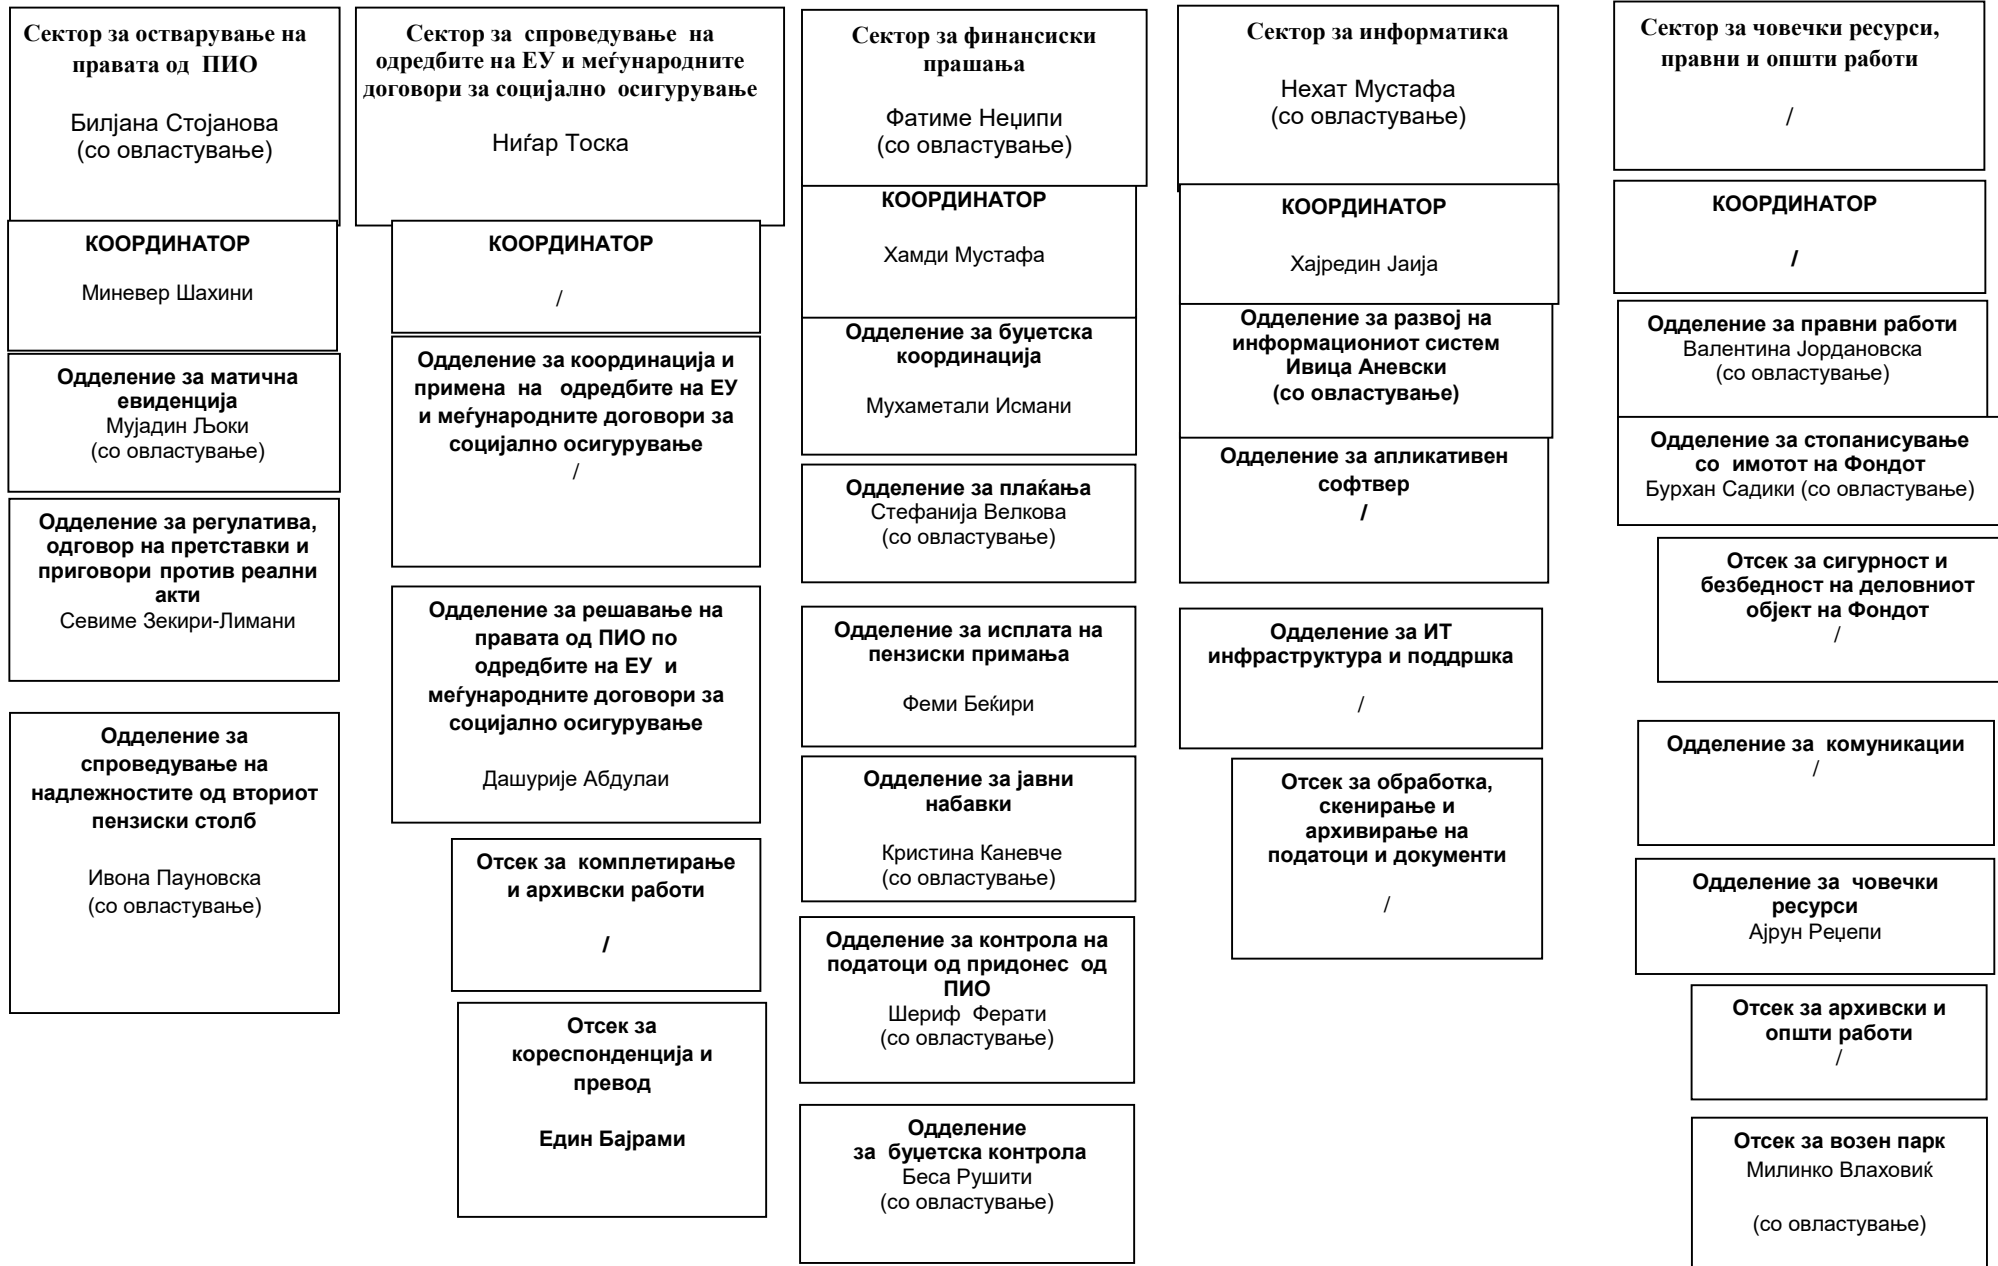 Сектор за остварување на
правата од ПИО
Билјана Стојанова
(со овластување)
КООРДИНАТОР
Миневер Шахини
Одделение за матична
евиденција
Мујадин Љоки
(со овластување)
Одделение за регулатива,
одговор на претставки и
приговори против реални
акти
Севиме Зекири-Лимани
Одделение за
спроведување на
надлежностите од вториот
пензиски столб
Ивона Пауновска
(со овластување)
Сектор за спроведување на
одредбите на ЕУ и меѓународните
договори за социјално осигурување
Ниѓар Тоска
КООРДИНАТОР
/
Одделение за координација и
примена на одредбите на ЕУ
и меѓународните договори за
социјално осигурување
/
Одделение за решавање на
правата од ПИО по
одредбите на ЕУ и
меѓународните договори за
социјално осигурување
Дашурије Абдулаи
Отсек за комплетирање
и архивски работи
/
Отсек за
кореспонденција и
превод
Един Бајрами
Сектор за финансиски
прашања
Фатиме Неџипи
(со овластување)
КООРДИНАТОР
Хамди Мустафа
Одделение за буџетска
координација
Мухаметали Исмани
Одделение за плаќања
Стефанија Велкова
(со овластување)
Одделение за исплата на
пензиски примања
Феми Беќири
Одделение за јавни
набавки
Кристина Каневче
(со овластување)
Одделение за контрола на
податоци од придонес од
ПИО
Шериф Ферати
(со овластување)
Одделение
за буџетска контрола
Беса Рушити
(со овластување)
Сектор за информатика
Нехат Мустафа
(со овластување)
КООРДИНАТОР
Хајредин Јаија
Одделение за развој на
информациониот систем
Ивица Аневски
(со овластување)
Одделение за апликативен
софтвер
/
Одделение за ИТ
инфраструктура и поддршка
/
Отсек за обработка,
скенирање и
архивирање на
податоци и документи
/
Сектор за човечки ресурси,
правни и општи работи
/
КООРДИНАТОР
/
Одделение за правни работи
Валентина Јордановска
(со овластување)
Одделение за стопанисување
со имотот на Фондот
Бурхан Садики (со овластување)
Отсек за сигурност и
безбедност на деловниот
објект на Фондот
/
Одделение за комуникации
/
Одделение за човечки
ресурси
Ајрун Реџепи
Отсек за архивски и
општи работи
/
Отсек за возен парк
Милинко Влаховиќ
(со овластување)